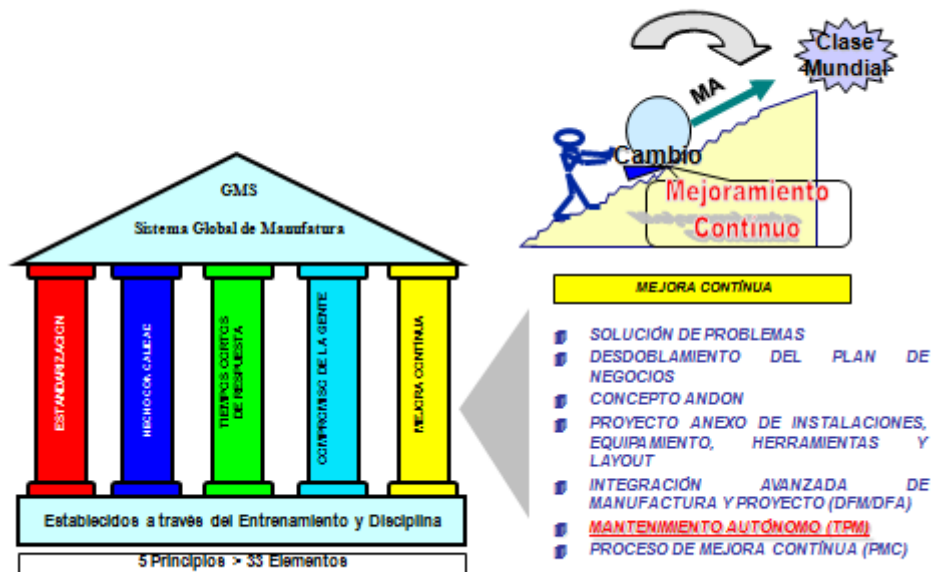 Clase
Mundial
MA
Cambio
Mejoramiento
Continuo
GMS
Sistema Global de Manufatura
ESTANDARIZACION
HECHO CON CALIDAD
TIEMPOS CORTOS
DE RESPUESTA
COMPROMISO DE LA GENTE
MEJORA CONTÍNUA
Establecidos a través del Entrenamiento y Disciplina
5 Principios > 33 Elementos
MEJORA CONTÍNUA
SOLUCIÓN DE PROBLEMAS
DESDOBLAMIENTO DEL PLAN DE
NEGOCIOS
CONCEPTO ANDON
PROYECTO ANEXO DE INSTALACIONES,
EQUIPAMIENTO, HERRAMIENTAS Y
LAYOUT
INTEGRACIÓN AVANZADA DE
MANUFACTURA Y PROYECTO (DFM/DFA)
MANTENIMIENTO AUTÓNOMO (TPM)
PROCESO DE MEJORA CONTÍNUA (PMC)